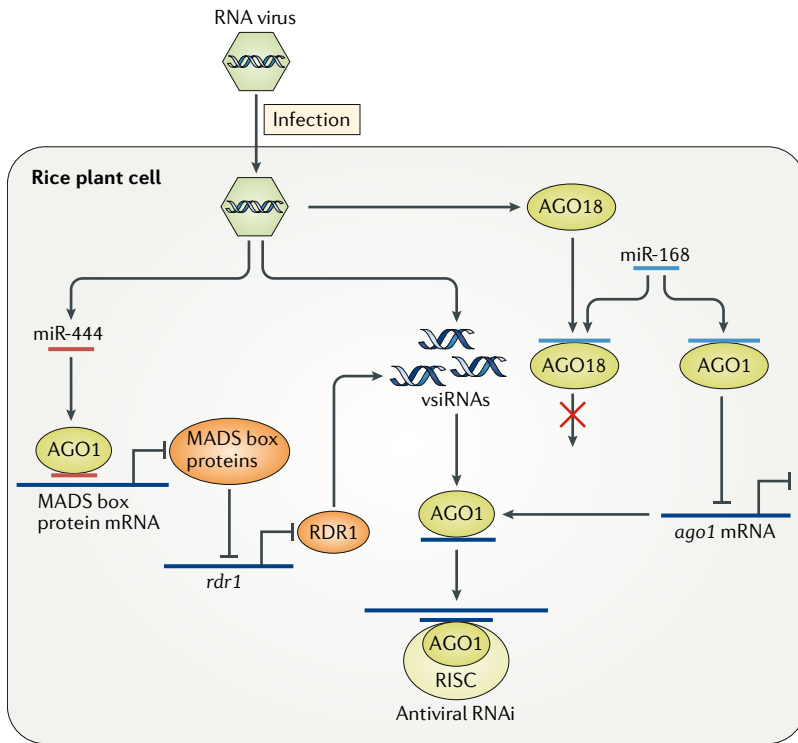 RNA virus
Infection
Rice plant cell
AGO18
miR-168
miR-444
AGO18
AGO1
vsiRNAs
AGO1
MADS box
proteins
MADS box
protein mRNA
AGO1
RDR1
ago1 mRNA
rdr1
AGO1
RISC
Antiviral RNAi